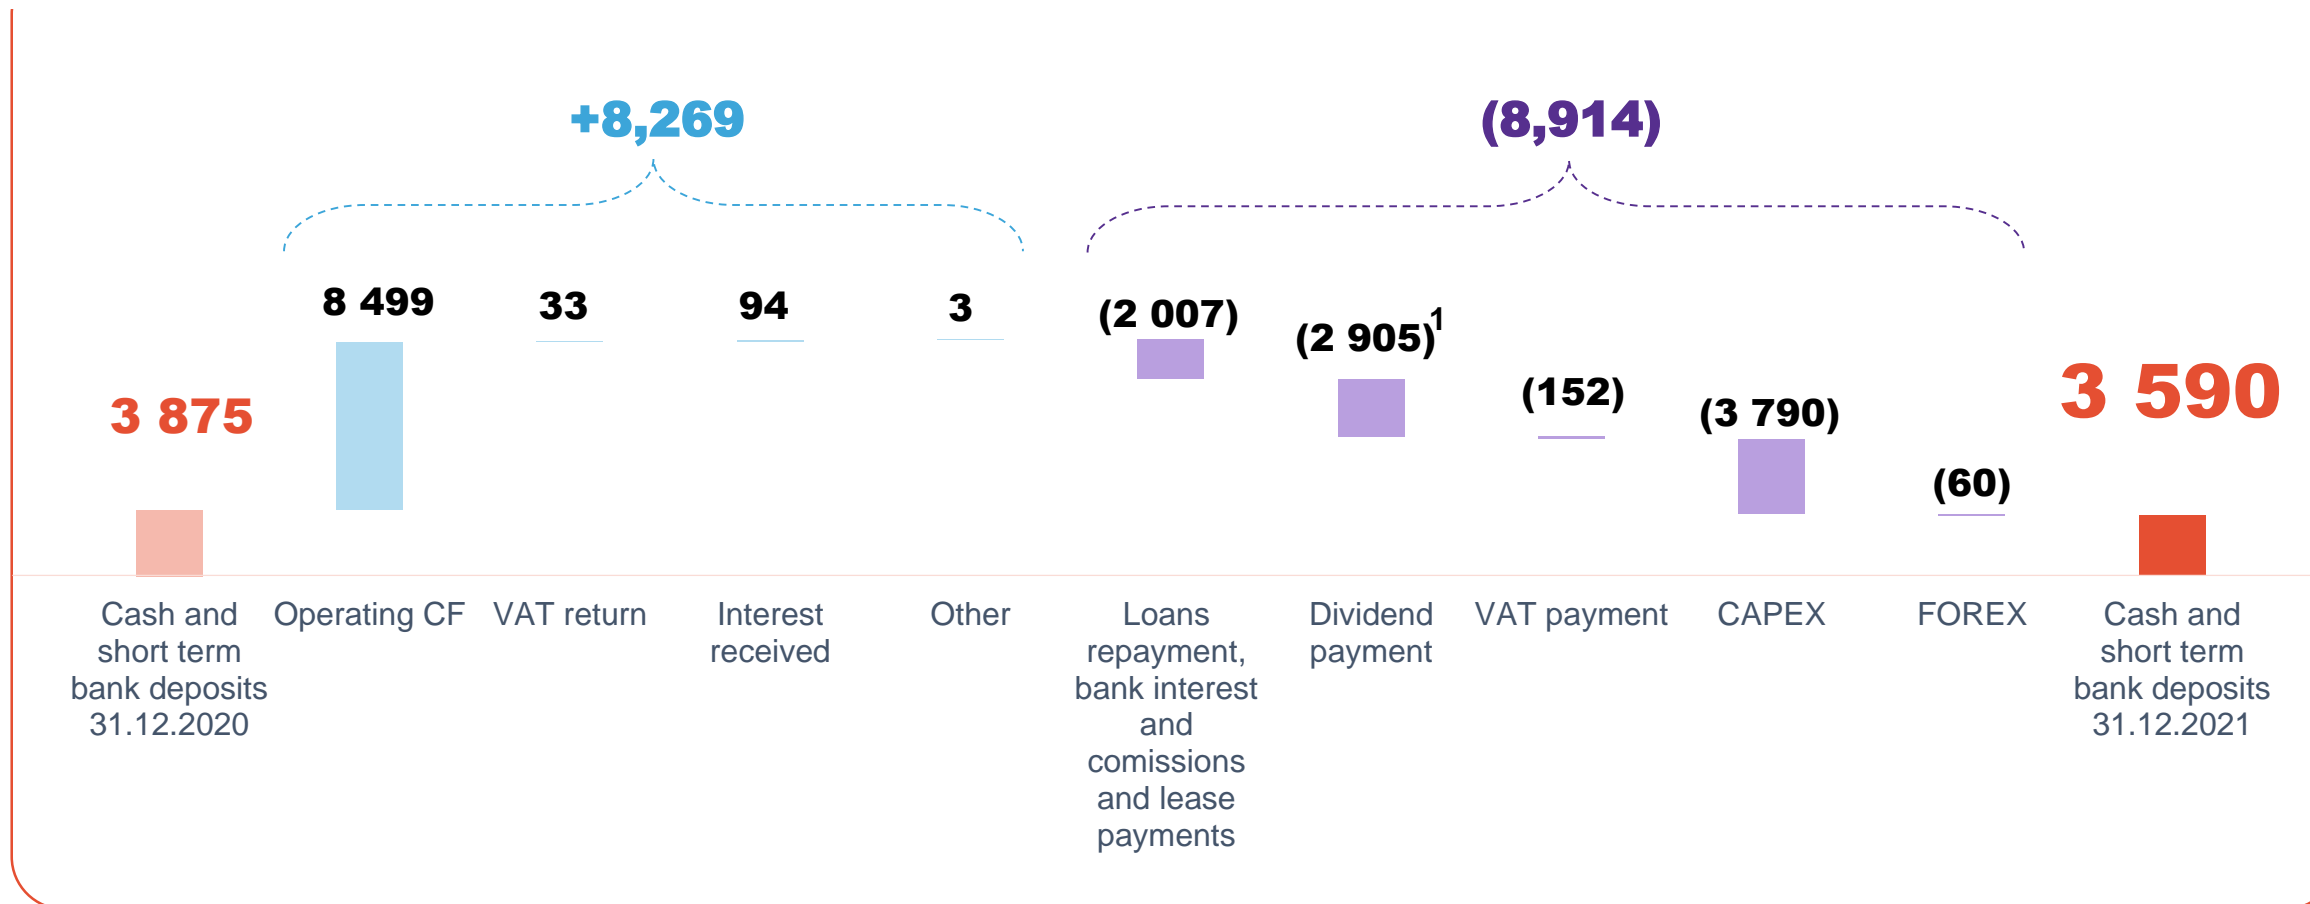 +8,269
(8,914)
8 499
33
94
3
(2 007)
(2 905)1
(152)
(3 790)
(60)
3 875
3 590
Cash and
short term
bank deposits
31.12.2020
Operating CF
VAT return
Interest
received
Other
Loans
repayment,
bank interest
and
comissions
and lease
payments
Dividend
payment
VAT payment
CAPEX
FOREX
Cash and
short term
bank deposits
31.12.2021